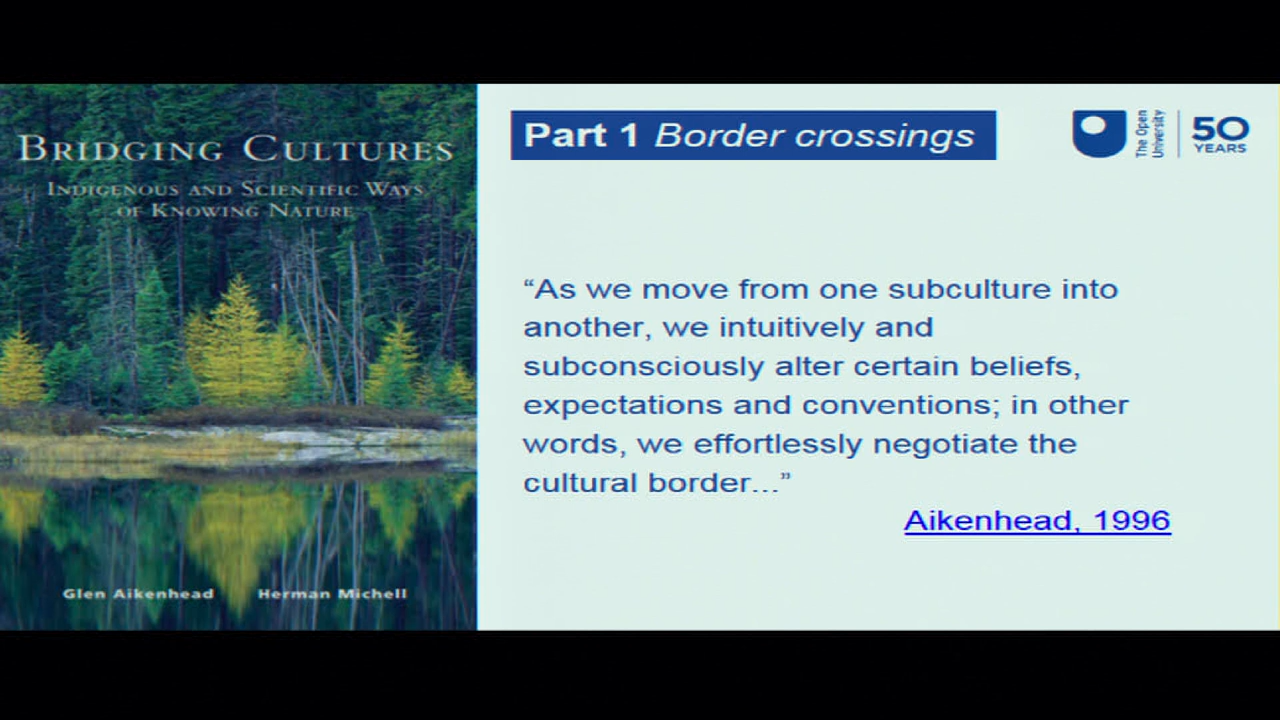 BRIDGING CULTURES
INDIGENOUS AND SCIENTIFIC WAYS
OF KNOWING NATURE
Glen Aikenhead Herman Michell
Part 1 Border crossings
The Open
University
50
YEARS
“As we move from one subculture into
another, we intuitively and
subconsciously alter certain beliefs,
expectations and conventions; in other
words, we effortlessly negotiate the
cultural border...”
Aikenhead, 1996